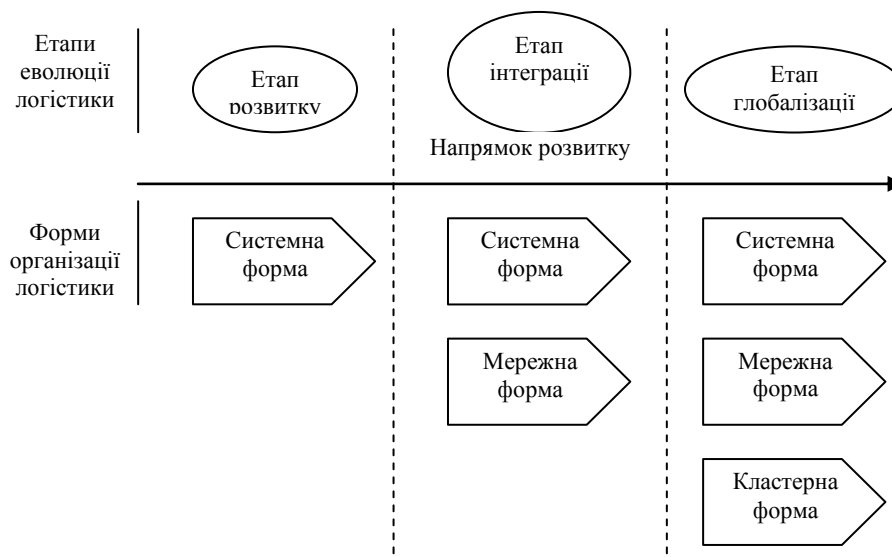 Етапи
еволюції
логістики
Етап
розвитку
Етап
інтеграції
Етап
глобалізації
Напрямок розвитку
Форми
організації
логістики
Системна
форма
Системна
форма
Системна
форма
Мережна
форма
Мережна
форма
Кластерна
форма